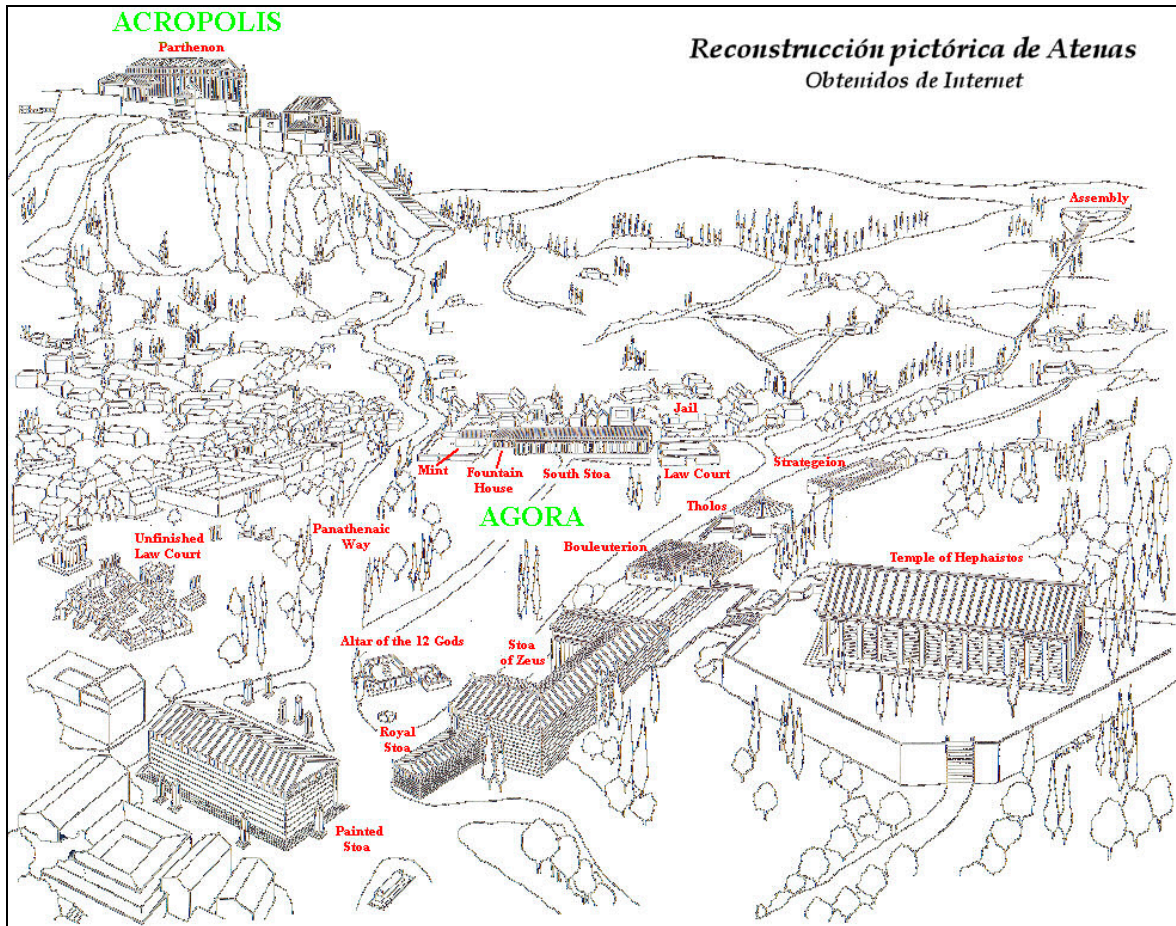 ACROPOLIS
Parthenon
Reconstrucción pictórica de Atenas
Obtenidos de Internet
Assembly
Jail
Mint
Fountain
House
South Stoa
Law Court
Strategeion
Tholos
AGORA
Unfinished
Law Court
Panathenaic
Way
Bouleuterion
Temple of Hephaistos
Altar of the 12 Gods
Stoa
of Zeus
Royal
Stoa
Painted
Stoa